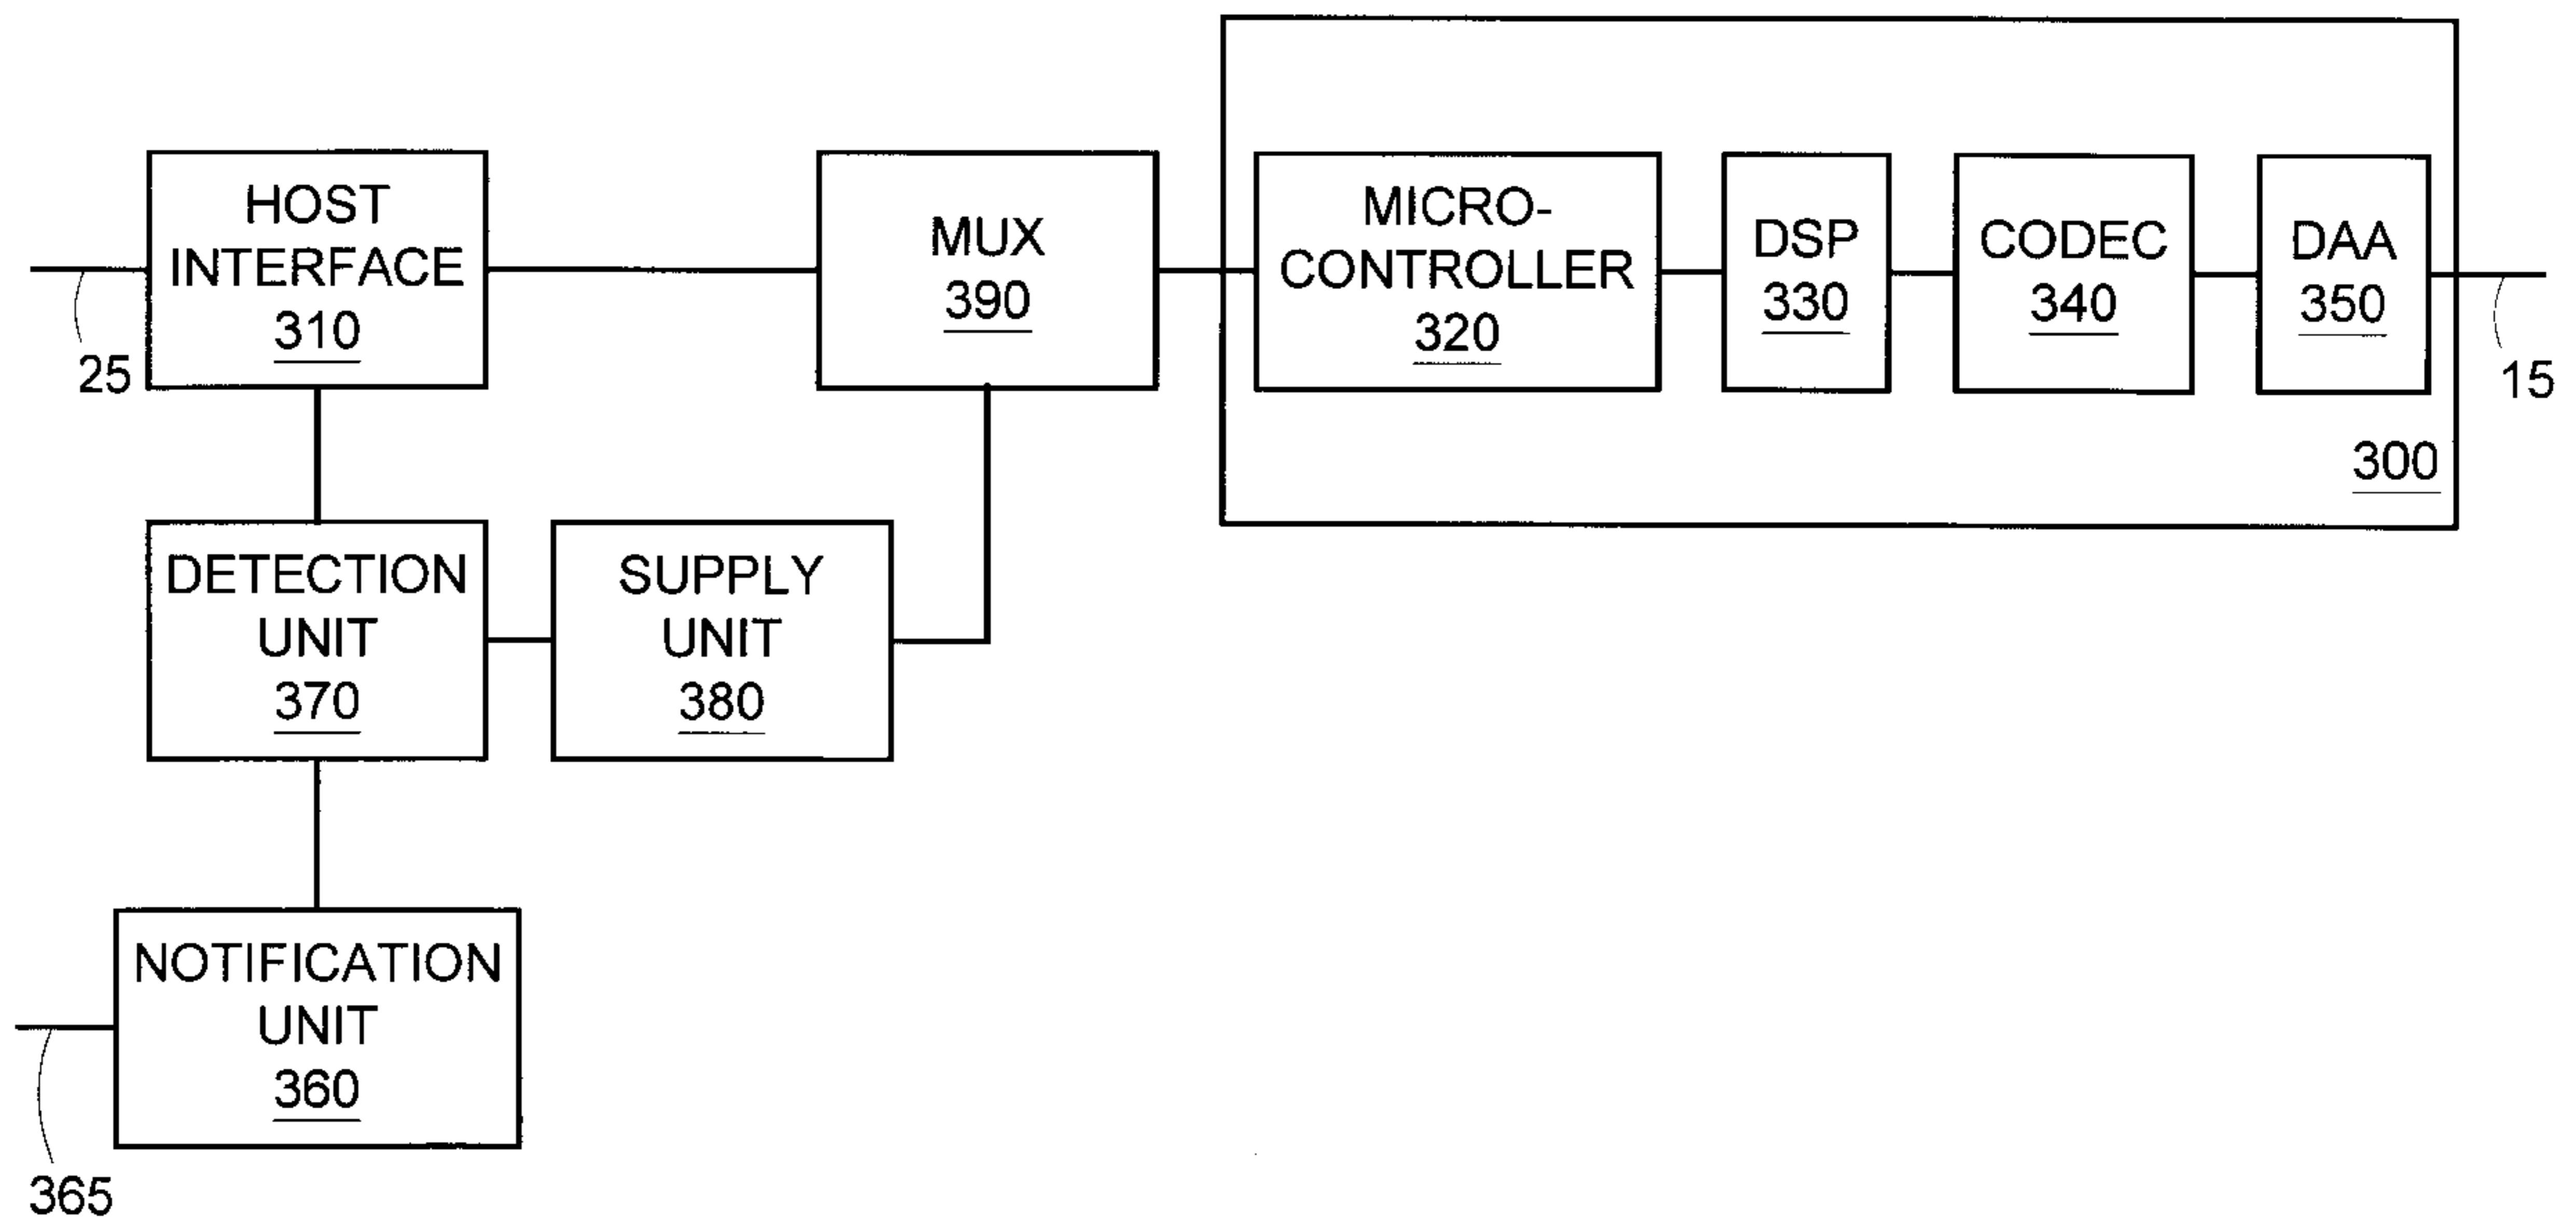 HOST
INTERFACE
310
25
MUX
390
MICRO-
CONTROLLER
320
DSP
330
CODEC
340
DAA
350
15
300
DETECTION
UNIT
370
SUPPLY
UNIT
380
NOTIFICATION
UNIT
360
365